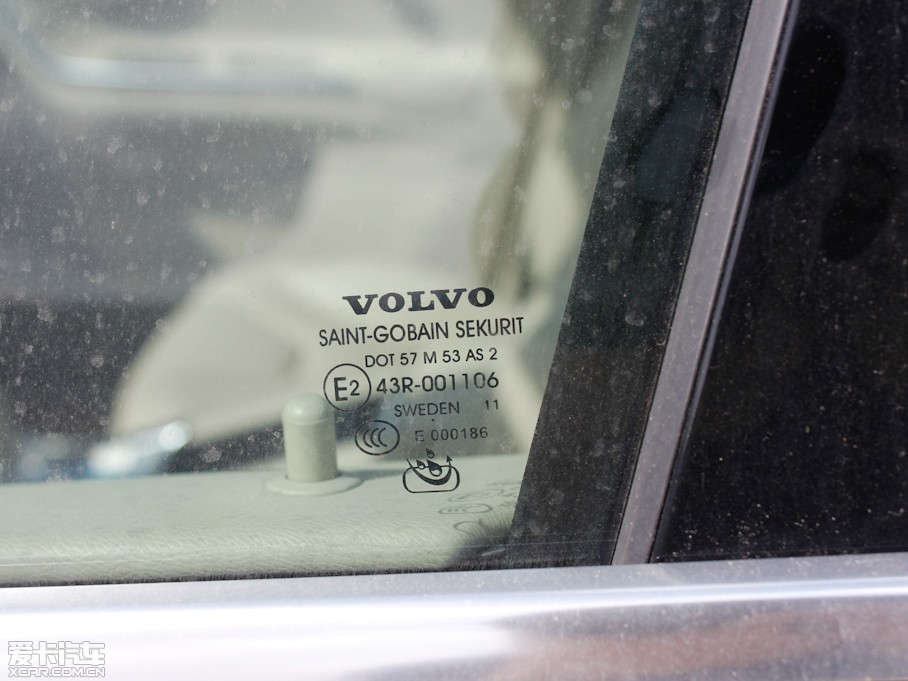 VOLVO
SAINT-GOBAIN SEKURIT
DOT 57 M 53 AS 2
E2 43R-001106
SWEDEN 11
CCC E 000186
爱卡汽车
XCAR.COM.CN